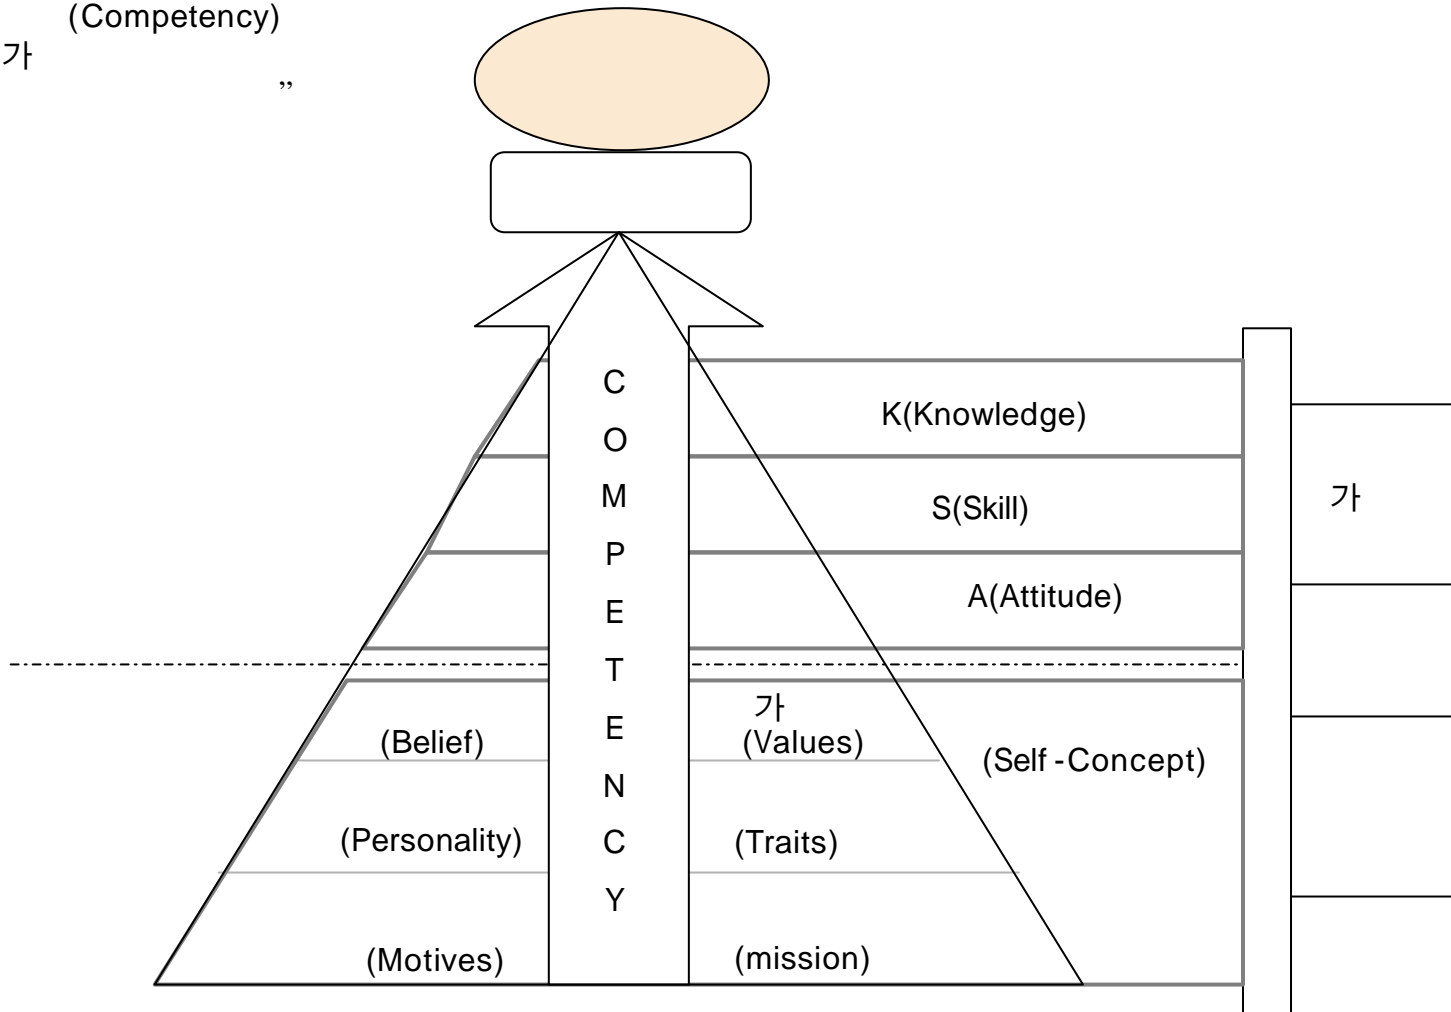 (Competency)
가
”
C
O
M
P
E
T
E
N
C
Y
K(Knowledge)
S(Skill)
가
A(Attitude)
가
(Belief)
(Values)
(Self -Concept)
(Personality)
(Traits)
(Motives)
(mission)